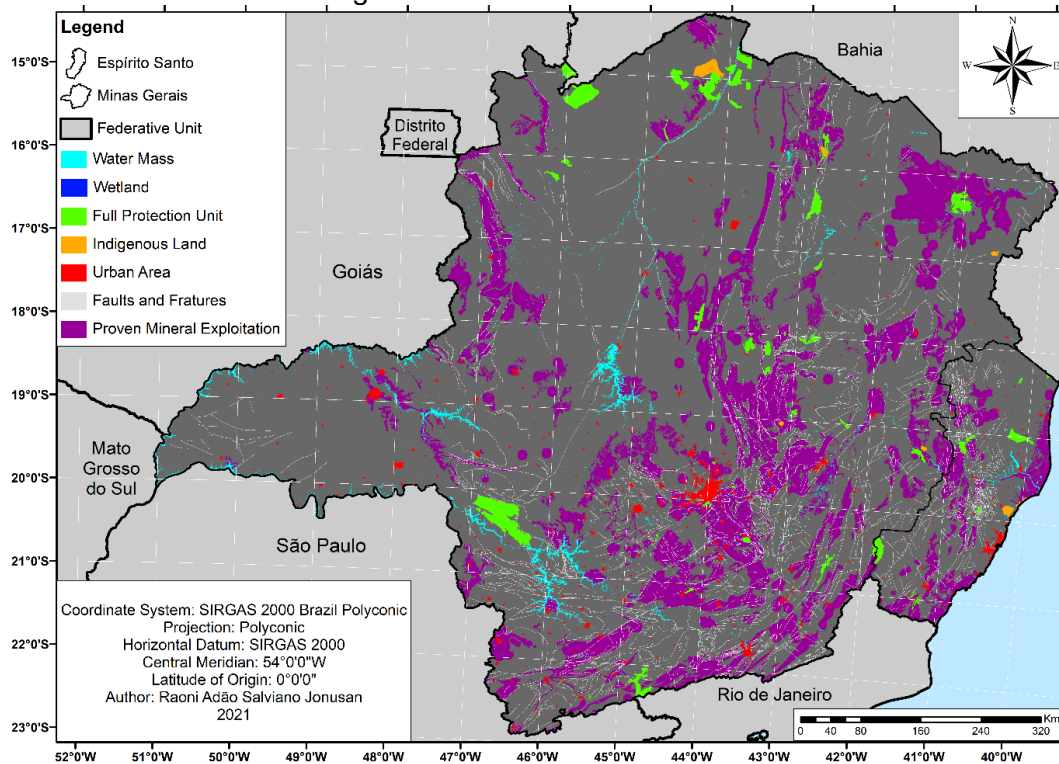 Legend
Espírito Santo
Minas Gerais
Federative Unit
Water Mass
Wetland
Full Protection Unit
Indigenous Land
Urban Area
Faults and Fratures
Proven Mineral Exploitation
Bahia
N
W
E
S
Distrito
Federal
Goiás
Mato
Grosso
do Sul
São Paulo
Rio de Janeiro
15°0'S
16°0'S
17°0'S
18°0'S
19°0'S
20°0'S
21°0'S
22°0'S
23°0'S
Coordinate System: SIRGAS 2000 Brazil Polyconic
Projection: Polyconic
Horizontal Datum: SIRGAS 2000
Central Meridian: 54°0'0"W
Latitude of Origin: 0°0'0"
Author: Raoni Adão Salviano Jonusan
2021
Km
0 40 80 160 240 320
52°0'W 51°0'W 50°0'W 49°0'W 48°0'W 47°0'W 46°0'W 45°0'W 44°0'W 43°0'W 42°0'W 41°0'W 40°0'W